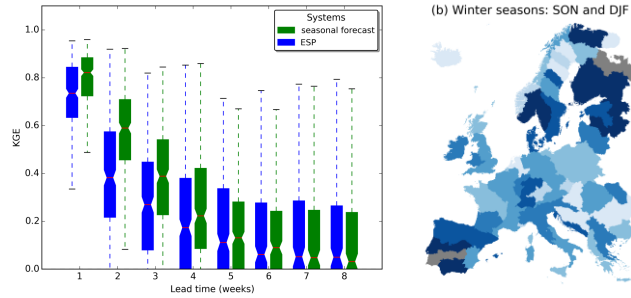 (b) Winter seasons: SON and DJF
Systems
seasonal forecast
ESP
KGE
1.0
0.8
0.6
0.4
0.2
0.0
1 2 3 4 5 6 7 8
Lead time (weeks)